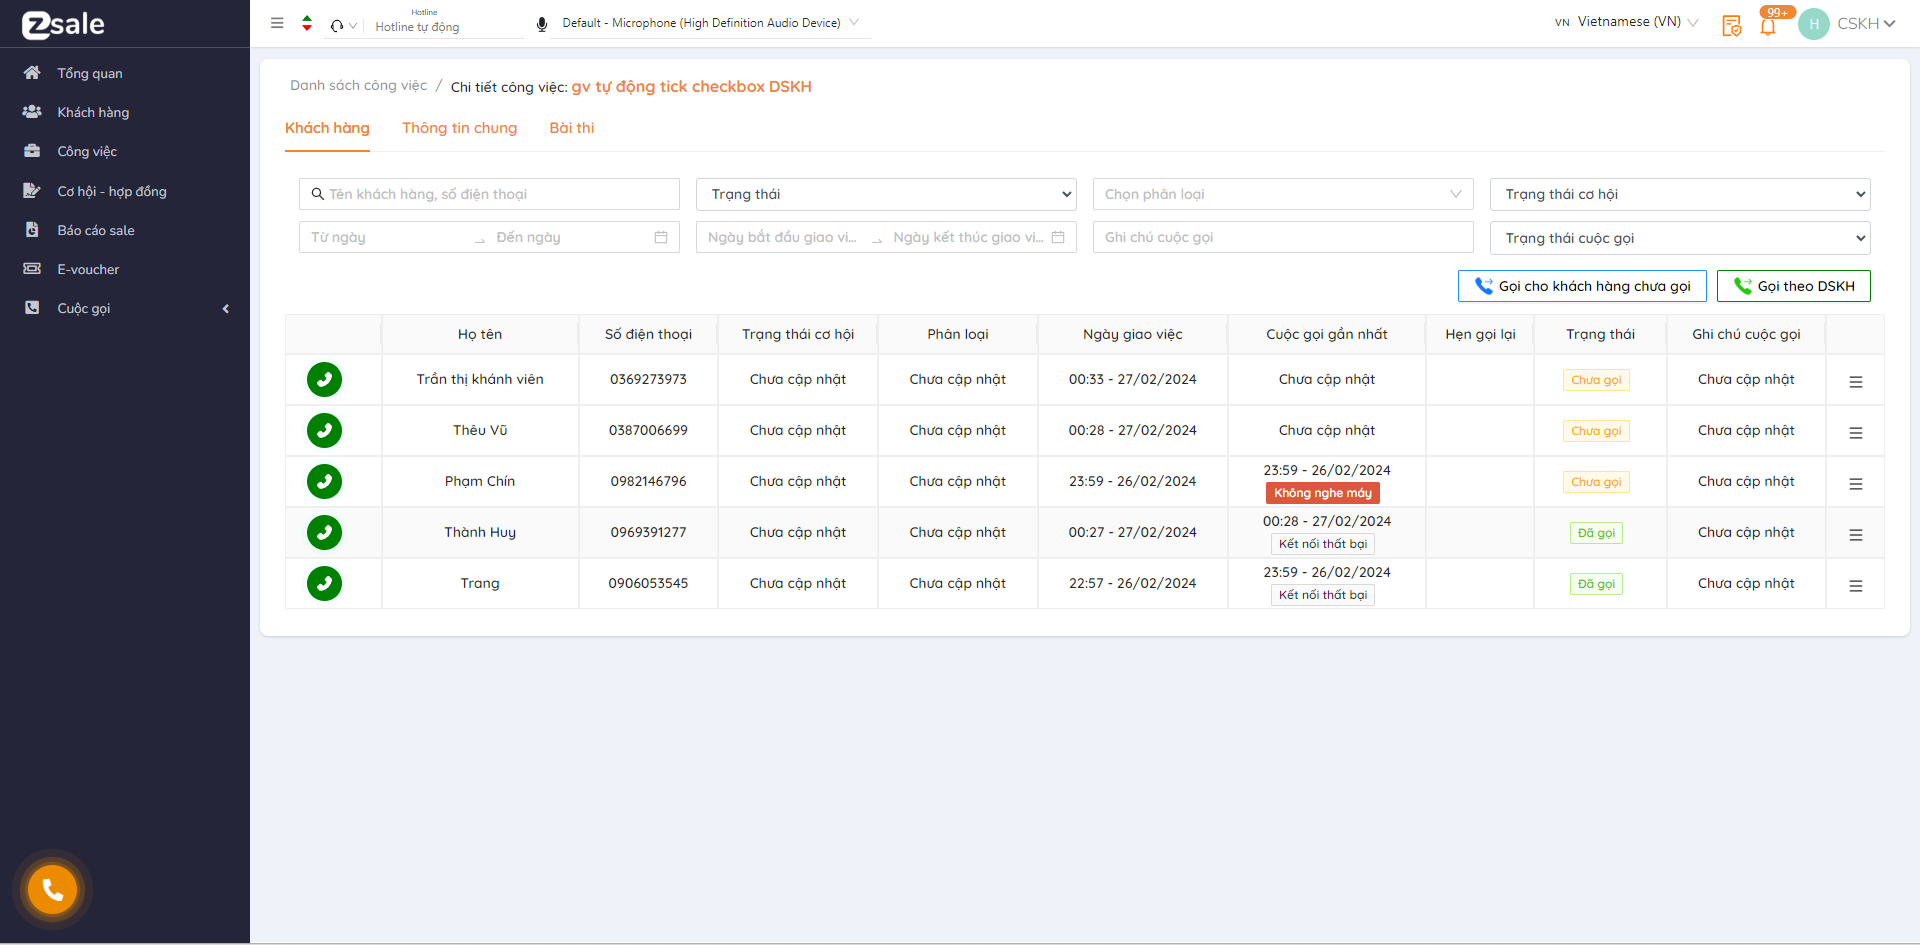 Zsale
Tổng quan
Khách hàng
Công việc
Cơ hội - hợp đồng
Báo cáo sale
E-voucher
Cuộc gọi
Hotline
Hotline tự động
Default - Microphone (High Definition Audio Device)
VN Vietnamese (VN)
99+
H
CSKH
Danh sách công việc / Chi tiết công việc: gv tự động tick checkbox DSKH
Khách hàng Thông tin chung Bài thi
Tên khách hàng, số điện thoại Trạng thái Chọn phân loại Trạng thái cơ hội
Từ ngày Đến ngày Ngày bắt đầu giao vi... Ngày kết thúc giao vi... Ghi chú cuộc gọi Trạng thái cuộc gọi
Gọi cho khách hàng chưa gọi Gọi theo DSKH
Họ tên Số điện thoại Trạng thái cơ hội Phân loại Ngày giao việc Cuộc gọi gần nhất Hẹn gọi lại Trạng thái Ghi chú cuộc gọi
Trần thị khánh viên 0369273973 Chưa cập nhật Chưa cập nhật 00:33 - 27/02/2024 Chưa cập nhật Chưa gọi Chưa cập nhật
Thêu Vũ 0387006699 Chưa cập nhật Chưa cập nhật 00:28 - 27/02/2024 Chưa cập nhật Chưa gọi Chưa cập nhật
Phạm Chín 0982146796 Chưa cập nhật Chưa cập nhật 23:59 - 26/02/2024 23:59 - 26/02/2024 Chưa gọi Chưa cập nhật
Không nghe máy
Thành Huy 0969391277 Chưa cập nhật Chưa cập nhật 00:27 - 27/02/2024 00:28 - 27/02/2024 Đã gọi Chưa cập nhật
Kết nối thất bại
Trang 0906053545 Chưa cập nhật Chưa cập nhật 22:57 - 26/02/2024 23:59 - 26/02/2024 Đã gọi Chưa cập nhật
Kết nối thất bại